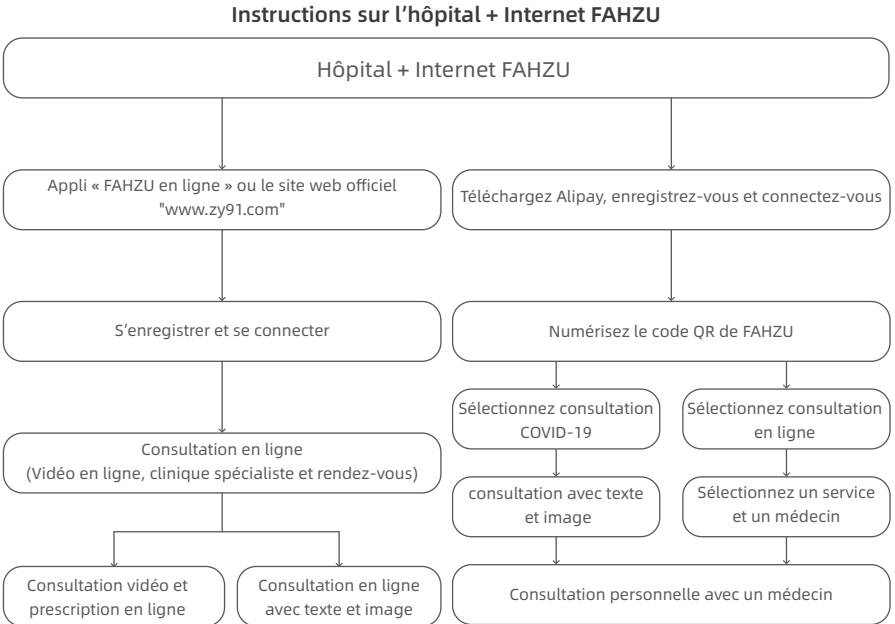 Instructions sur l’hôpital + Internet FAHZU
Hôpital + Internet FAHZU
Appli « FAHZU en ligne » ou le site web officiel
"www.zy91.com"
Téléchargez Alipay, enregistrez-vous et connectez-vous
S’enregistrer et se connecter
Numérisez le code QR de FAHZU
Sélectionnez consultation
COVID-19
Sélectionnez consultation
en ligne
Consultation en ligne
(Vidéo en ligne, clinique spécialiste et rendez-vous)
consultation avec texte
et image
Sélectionnez un service
et un médecin
Consultation vidéo et
prescription en ligne
Consultation en ligne
avec texte et image
Consultation personnelle avec un médecin